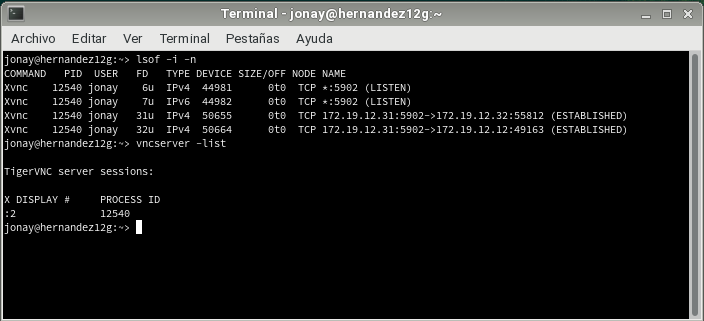 Terminal - jonay@hernandez12g:~
Archivo Editar Ver Terminal Pestañas Ayuda
jonay@hernandez12g:~> lsof -i -n
COMMAND PID USER FD TYPE DEVICE SIZE/OFF NODE NAME
Xvnc 12540 jonay 6u IPv4 44981 0t0 TCP *:5902 (LISTEN)
Xvnc 12540 jonay 7u IPv6 44982 0t0 TCP *:5902 (LISTEN)
Xvnc 12540 jonay 31u IPv4 50655 0t0 TCP 172.19.12.31:5902->172.19.12.32:55812 (ESTABLISHED)
Xvnc 12540 jonay 32u IPv4 50664 0t0 TCP 172.19.12.31:5902->172.19.12.12:49163 (ESTABLISHED)
jonay@hernandez12g:~> vncserver -list
TigerVNC server sessions:
X DISPLAY # PROCESS ID
:2 12540
jonay@hernandez12g:~>